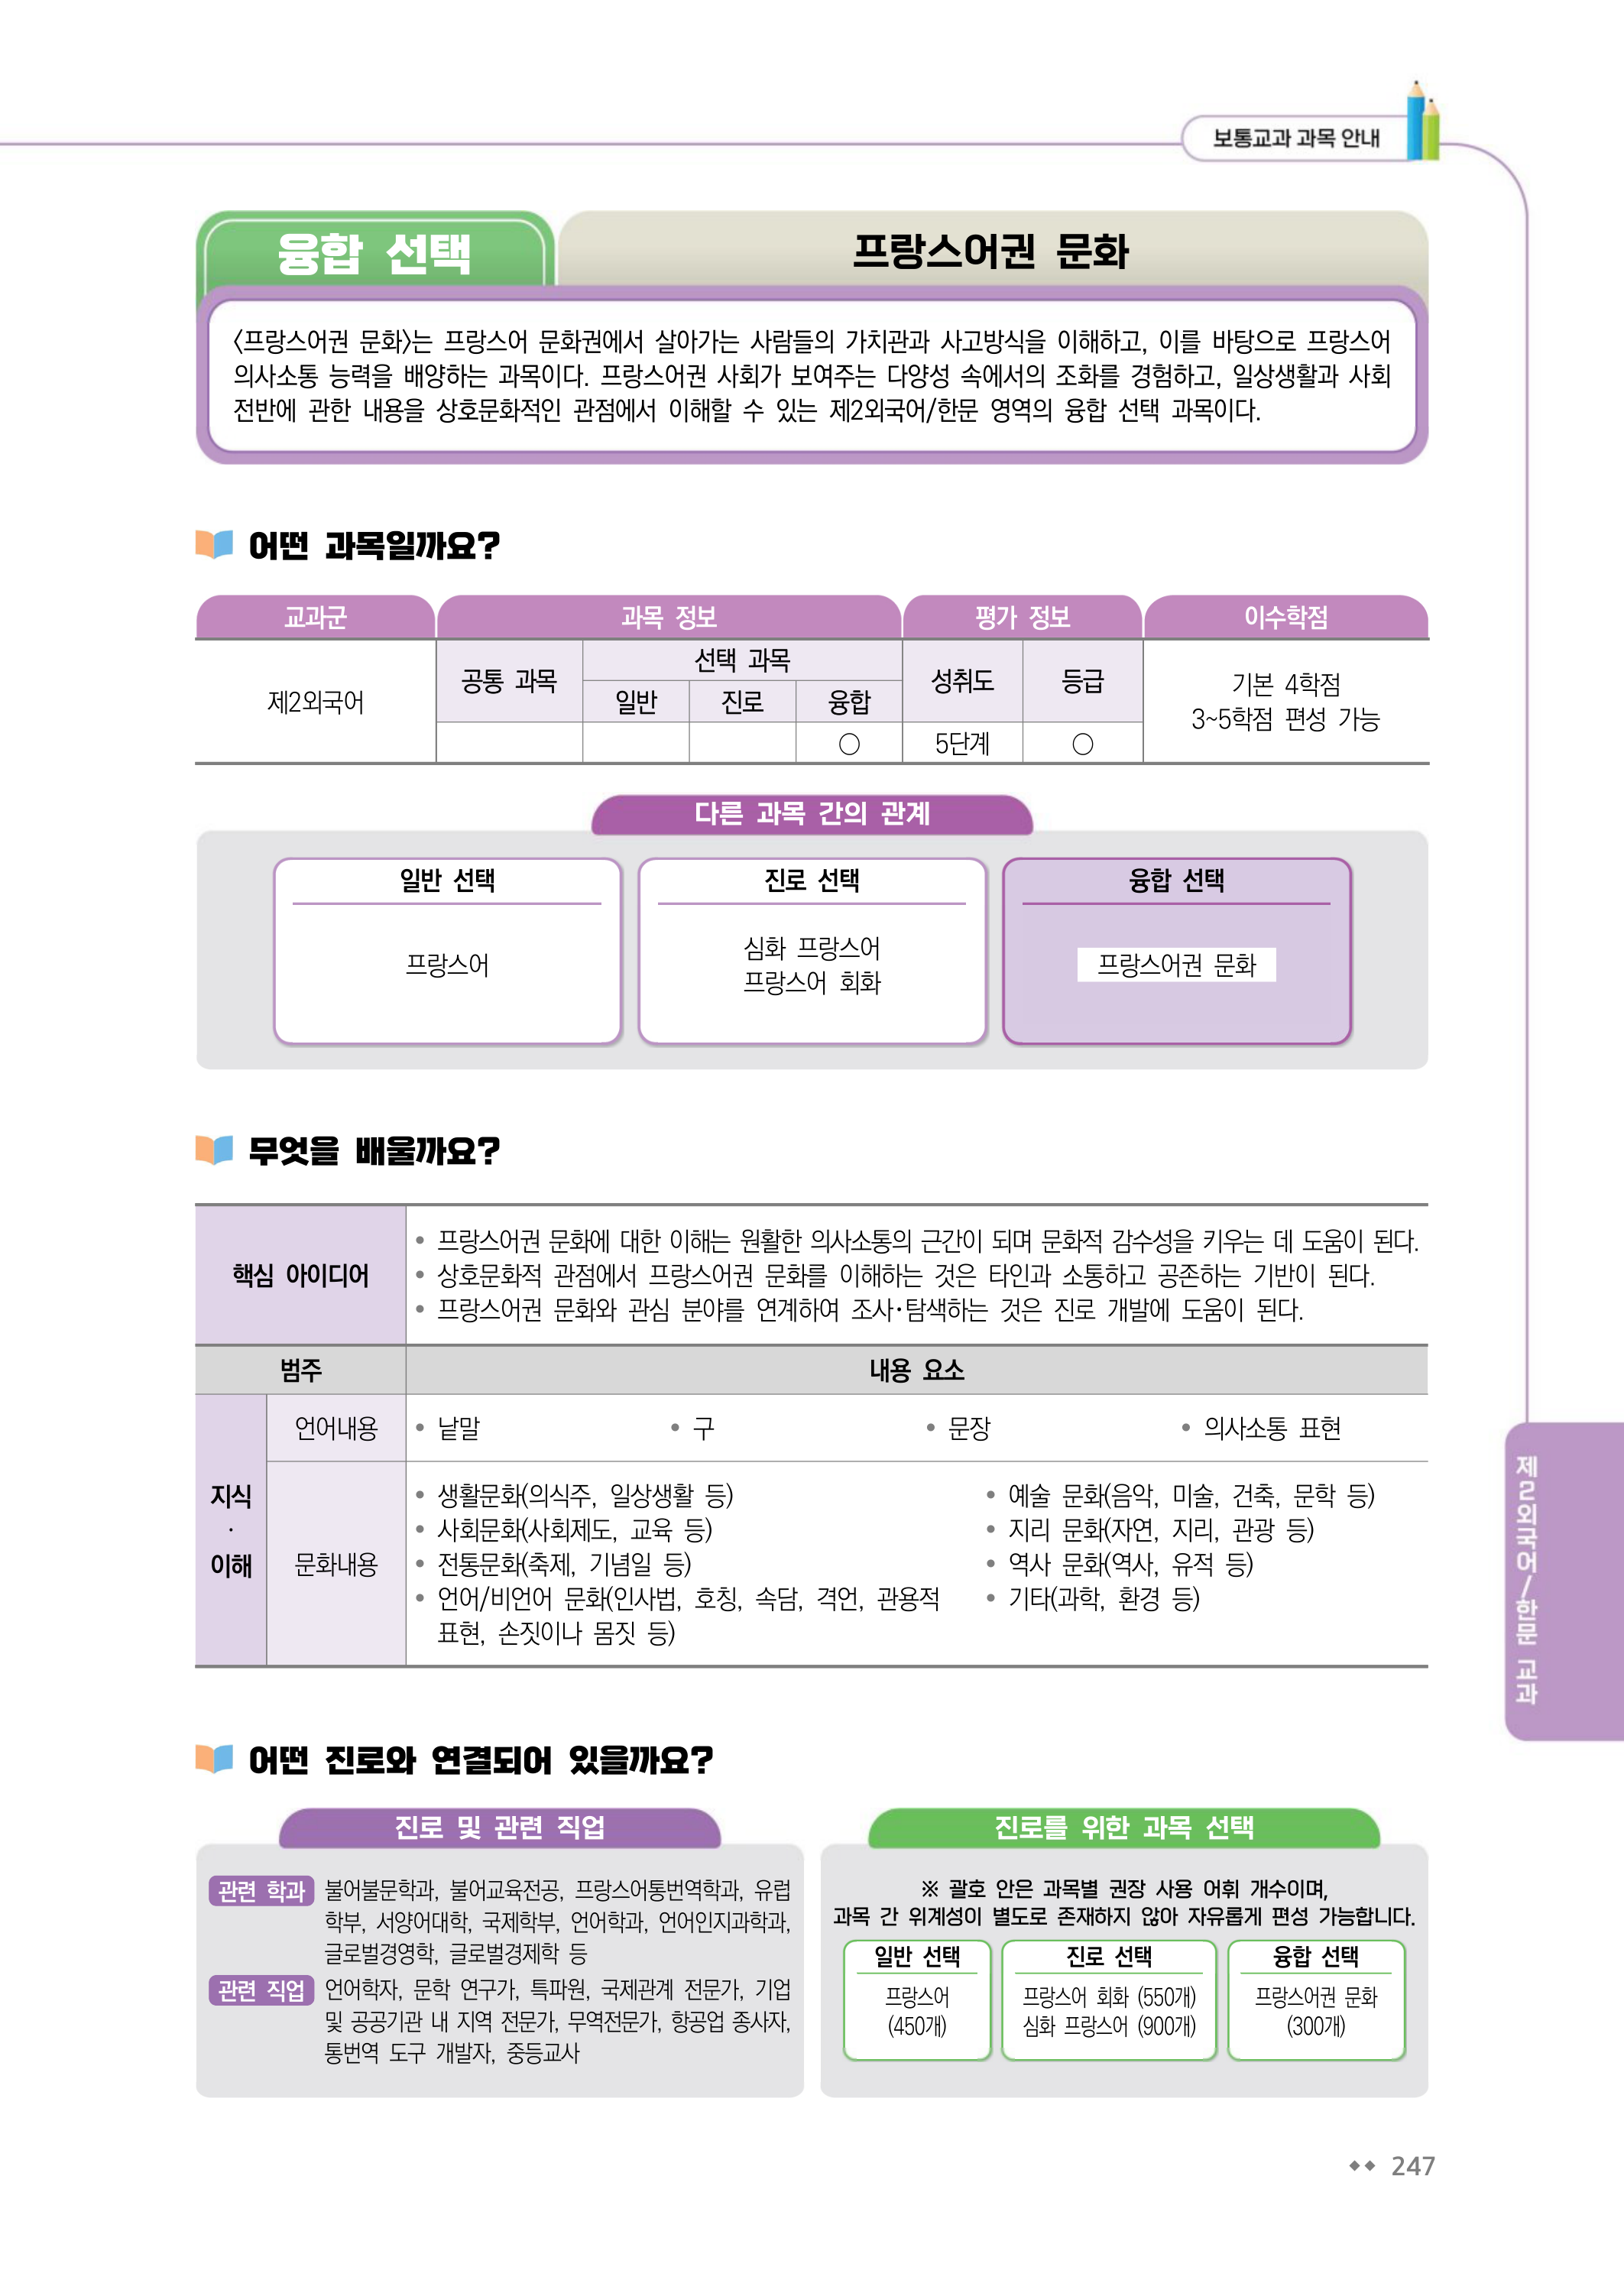 보통교과 과목 안내
융합 선택
프랑스어권 문화
〈프랑스어권 문화〉는 프랑스어 문화권에서 살아가는 사람들의 가치관과 사고방식을 이해하고, 이를 바탕으로 프랑스어
의사소통 능력을 배양하는 과목이다. 프랑스어권 사회가 보여주는 다양성 속에서의 조화를 경험하고, 일상생활과 사회
전반에 관한 내용을 상호문화적인 관점에서 이해할 수 있는 제2외국어/한문 영역의 융합 선택 과목이다.
어떤 과목일까요?
교과군 과목 정보 평가 정보 이수학점
제2외국어
공통 과목
선택 과목
일반 진로 융합
성취도 등급
○ 5단계 ○
기본 4학점
3~5학점 편성 가능
다른 과목 간의 관계
일반 선택
프랑스어
진로 선택
심화 프랑스어
프랑스어 회화
융합 선택
프랑스어권 문화
무엇을 배울까요?
핵심 아이디어
• 프랑스어권 문화에 대한 이해는 원활한 의사소통의 근간이 되며 문화적 감수성을 키우는 데 도움이 된다.
• 상호문화적 관점에서 프랑스어권 문화를 이해하는 것은 타인과 소통하고 공존하는 기반이 된다.
• 프랑스어권 문화와 관심 분야를 연계하여 조사·탐색하는 것은 진로 개발에 도움이 된다.
범주 내용 요소
지식
·
이해
언어내용 • 낱말 • 구 • 문장 • 의사소통 표현
문화내용
• 생활문화(의식주, 일상생활 등)
• 사회문화(사회제도, 교육 등)
• 전통문화(축제, 기념일 등)
• 언어/비언어 문화(인사법, 호칭, 속담, 격언, 관용적
표현, 손짓이나 몸짓 등)
• 예술 문화(음악, 미술, 건축, 문학 등)
• 지리 문화(자연, 지리, 관광 등)
• 역사 문화(역사, 유적 등)
• 기타(과학, 환경 등)
어떤 진로와 연결되어 있을까요?
진로 및 관련 직업
관련 학과 불어불문학과, 불어교육전공, 프랑스어통번역학과, 유럽
학부, 서양어대학, 국제학부, 언어학과, 언어인지과학과,
글로벌경영학, 글로벌경제학 등
관련 직업 언어학자, 문학 연구가, 특파원, 국제관계 전문가, 기업
및 공공기관 내 지역 전문가, 무역전문가, 항공업 종사자,
통번역 도구 개발자, 중등교사
진로를 위한 과목 선택
※ 괄호 안은 과목별 권장 사용 어휘 개수이며,
과목 간 위계성이 별도로 존재하지 않아 자유롭게 편성 가능합니다.
일반 선택
프랑스어
(450개)
진로 선택
프랑스어 회화 (550개)
심화 프랑스어 (900개)
융합 선택
프랑스어권 문화
(300개)
제2외국어/한문 교과
247